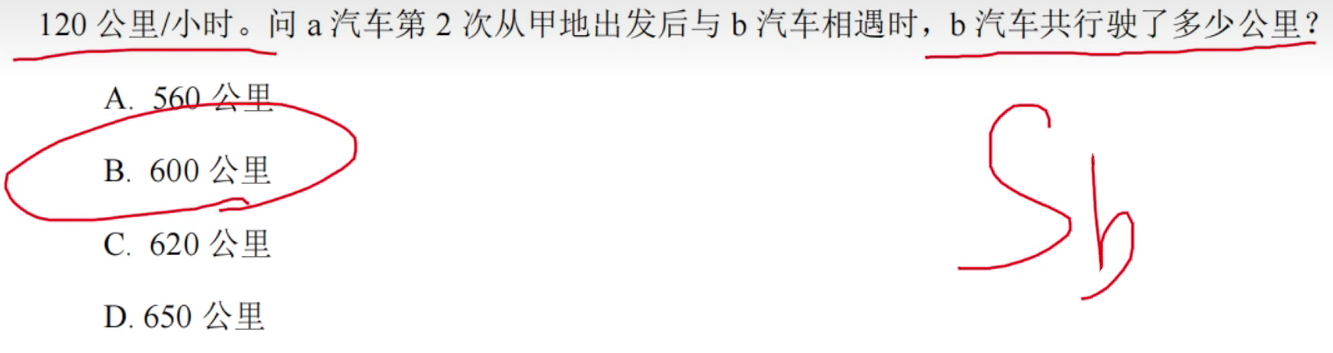 120 公里/小时。问 a 汽车第 2 次从甲地出发后与 b 汽车相遇时，b 汽车共行驶了多少公里？
A. 560 公里
B. 600 公里
Sb
C. 620 公里
D. 650 公里